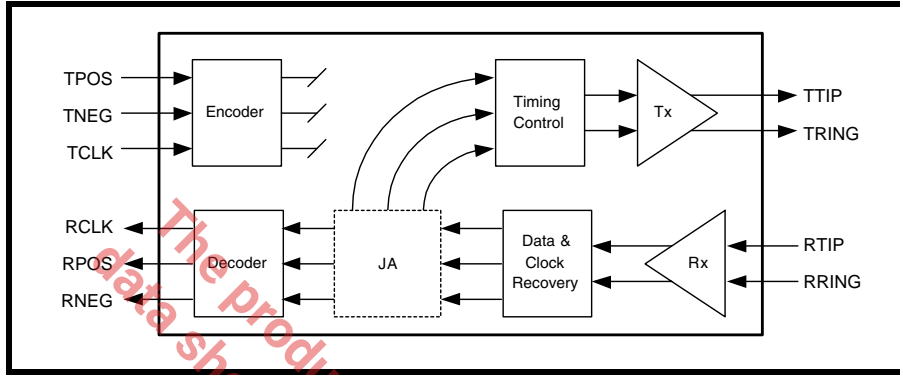 TPOS
TNEG
TCLK
Encoder
Timing
Control
Tx
TTIP
TRING
RCLK
RPOS
RNEG
Decoder
JA
Data &
Clock
Recovery
Rx
RTIP
RRING
The produ
data she